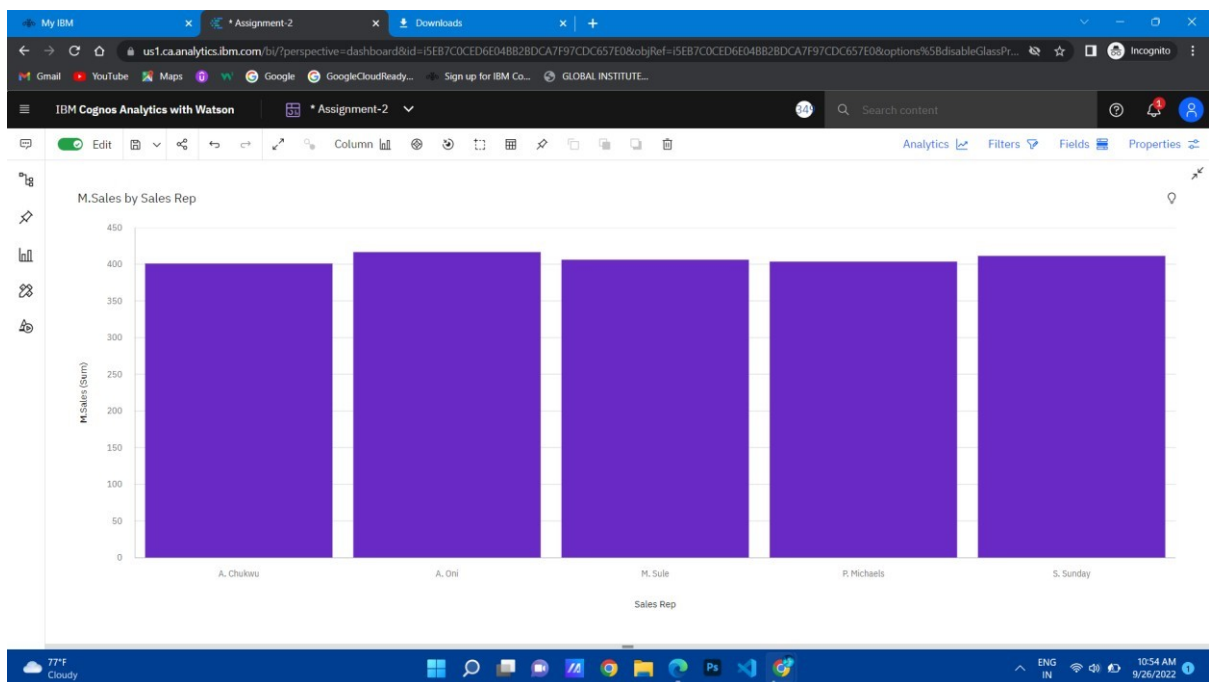 My IBM
* Assignment-2
Downloads
us1.ca.analytics.ibm.com/bi/?perspective=dashboard&id=i5EB7C0CED6E04BB2BDCA7F97CDC657E0&objRef=i5EB7C0CED6E04BB2BDCA7F97CDC657E0&options%5BdisableGlassPr...
Incognito
Gmail YouTube Maps Google GoogleCloudReady... Sign up for IBM Co... GLOBAL INSTITUTE...
IBM Cognos Analytics with Watson
* Assignment-2
349
Search content
1
Edit
Column
Analytics
Filters
Fields
Properties
M.Sales by Sales Rep
450
400
350
300
250
200
150
100
50
0
M.Sales (Sum)
A. Chukwu
A. Oni
M. Sule
P. Michaels
S. Sunday
Sales Rep
77°F
Cloudy
Ps
ENG
IN
10:54 AM
9/26/2022
1